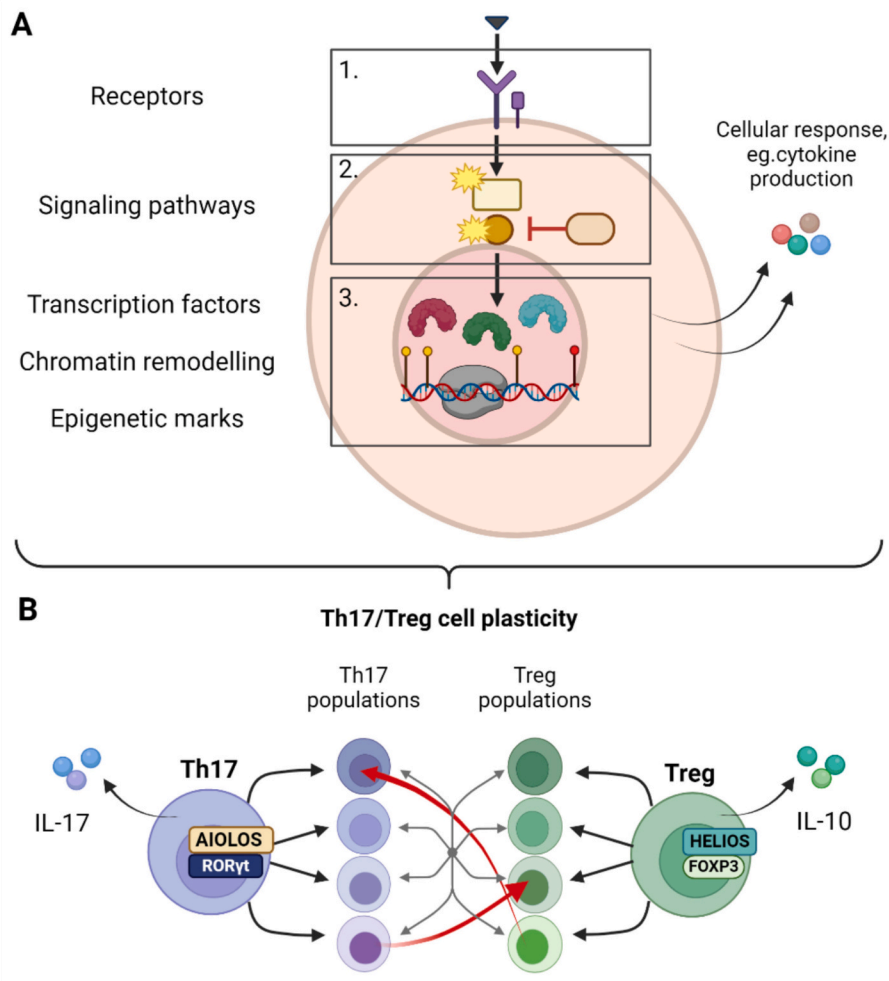 A
1.
Receptors
Cellular response,
eg.cytokine
production
2.
Signaling pathways
3.
Transcription factors
Chromatin remodelling
Epigenetic marks
B
Th17/Treg cell plasticity
Th17
populations
Treg
populations
Th17
Treg
IL-17
IL-10
AIOLOS
RORγt
HELIOS
FOXP3